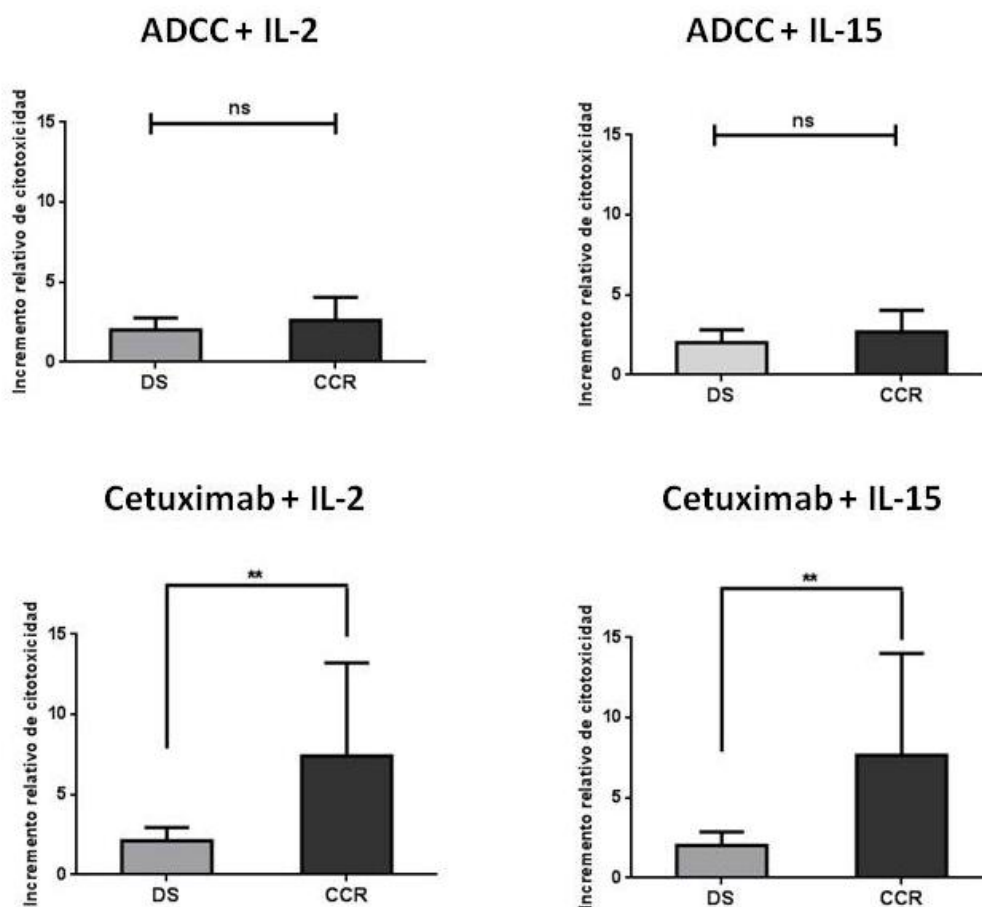 ADCC + IL-2
Incremento relativo de citotoxicidad
15
10
5
0
ns
DS
CCR
ADCC + IL-15
Incremento relativo de citotoxicidad
15
10
5
0
ns
DS
CCR
Cetuximab + IL-2
Incremento relativo de citotoxicidad
15
10
5
0
**
DS
CCR
Cetuximab + IL-15
Incremento relativo de citotoxicidad
15
10
5
0
**
DS
CCR